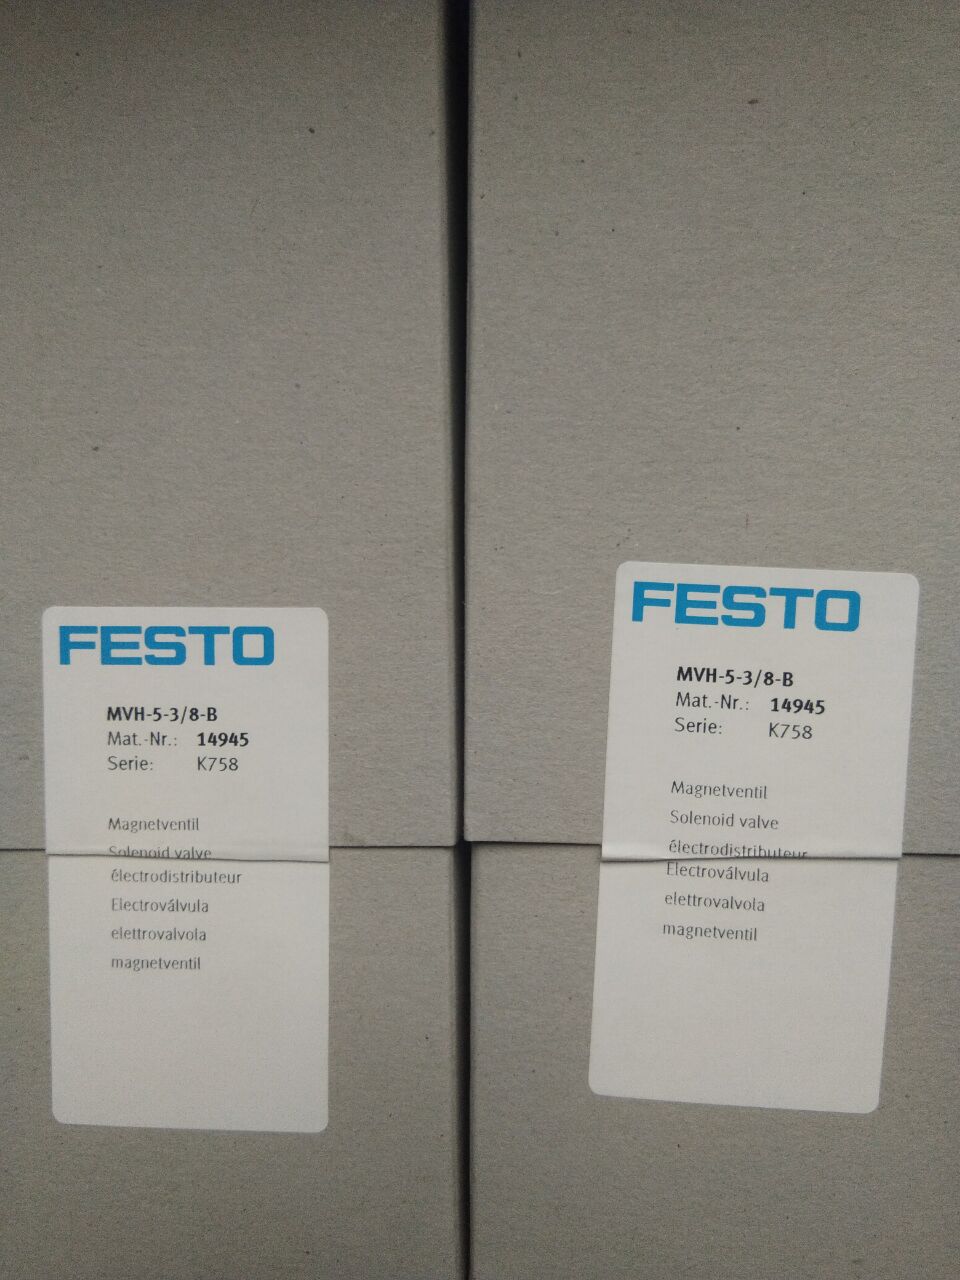 FESTO
MVH-5-3/8-B
Mat.-Nr.: 14945
Serie: K758
Magnetventil
Solenoid valve
électrodistributeur
Electroválvula
elettrovalvola
magnetventil
FESTO
MVH-5-3/8-B
Mat.-Nr.: 14945
Serie: K758
Magnetventil
Solenoid valve
électrodistributeur
Electroválvula
elettrovalvola
magnetventil